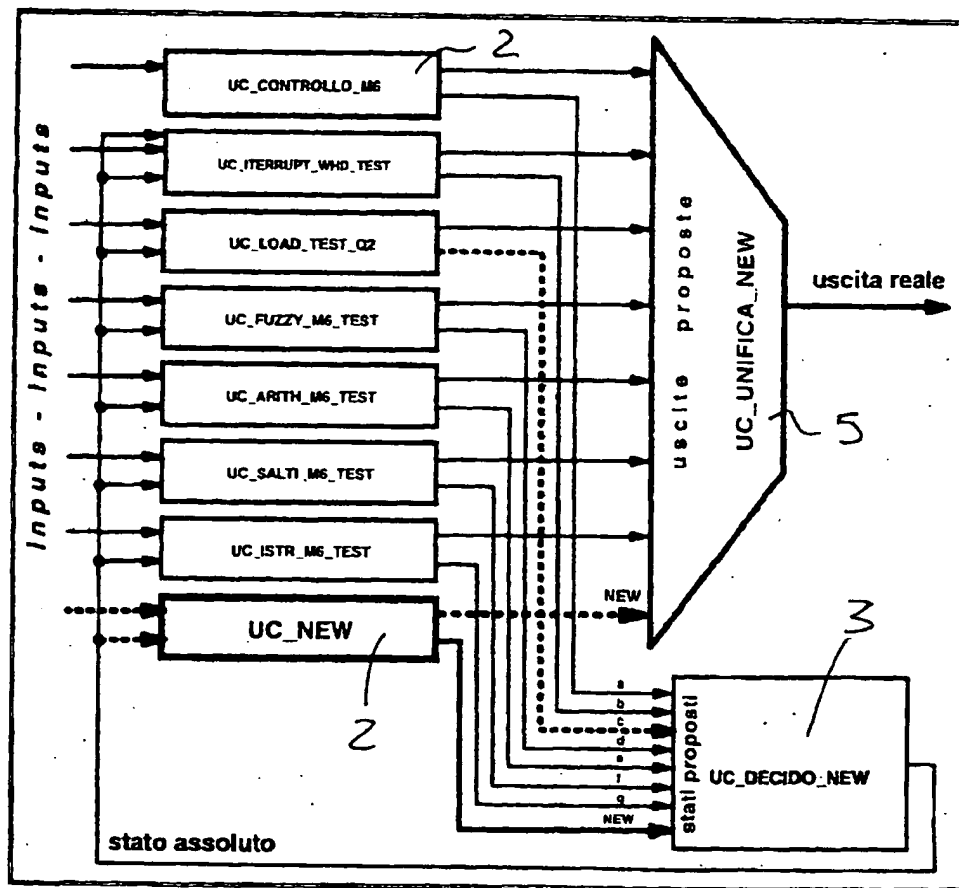 Inputs - Inputs - Inputs
2
UC_CONTROLLO_M6
UC_ITERRUPT_WHD_TEST
UC_LOAD_TEST_Q2
UC_FUZZY_M6_TEST
UC_ARITH_M6_TEST
UC_SALTI_M6_TEST
UC_ISTR_M6_TEST
UC_NEW
2
uscite proposte
UC_UNIFICA_NEW
5
uscita reale
NEW
a
b
c
d
e
f
g
NEW
stati proposti
UC_DECIDO_NEW
3
stato assoluto